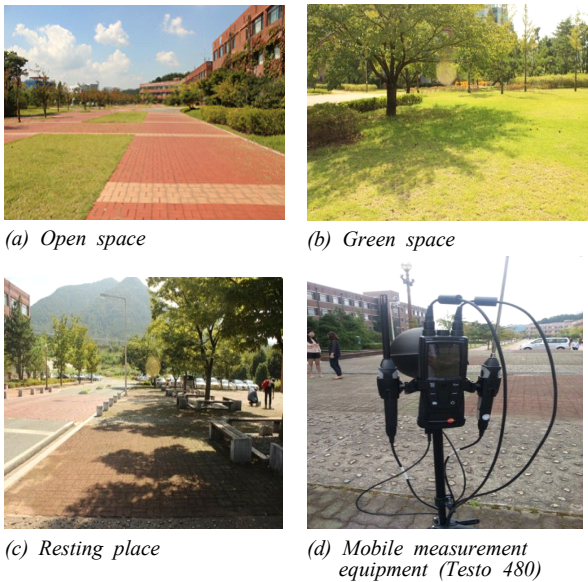 (a) Open space
(b) Green space
(c) Resting place
(d) Mobile measurement
equipment (Testo 480)